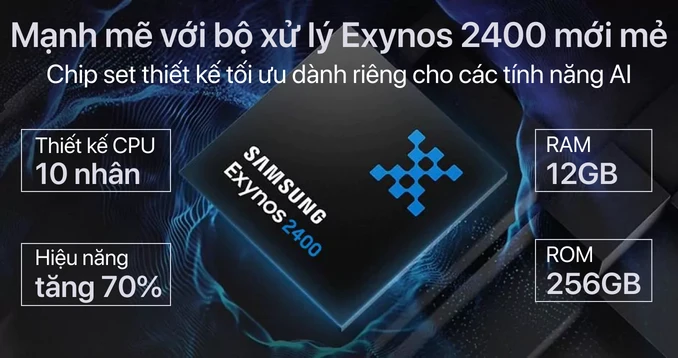 Mạnh mẽ với bộ xử lý Exynos 2400 mới mẻ
Chip set thiết kế tối ưu dành riêng cho các tính năng AI
Thiết kế CPU
10 nhân
Hiệu năng
tăng 70%
SAMSUNG
Exynos 2400
RAM
12GB
ROM
256GB